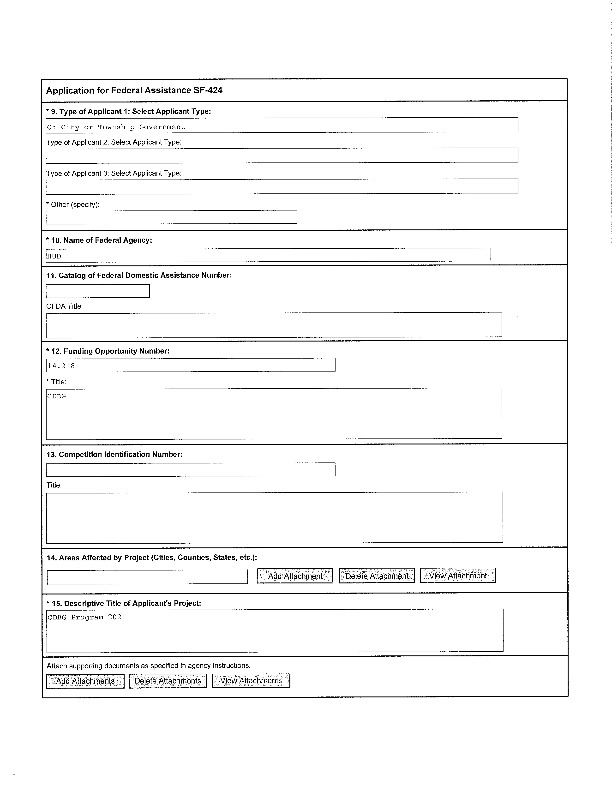 Application for Federal Assistance SF-424
* 9. Type of Applicant 1: Select Applicant Type:
C: City or Township Government
Type of Applicant 2: Select Applicant Type:
Type of Applicant 3: Select Applicant Type:
* Other (specify):
* 10. Name of Federal Agency:
HUD
11. Catalog of Federal Domestic Assistance Number:
CFDA Title:
* 12. Funding Opportunity Number:
* Title:
CDBG
13. Competition Identification Number:
Title:
14. Areas Affected by Project (Cities, Counties, States, etc.):
Add Attachment Delete Attachment View Attachment
* 15. Descriptive Title of Applicant's Project:
CDBG Program
Attach supporting documents as specified in agency instructions.
Add Attachments Delete Attachments View Attachments